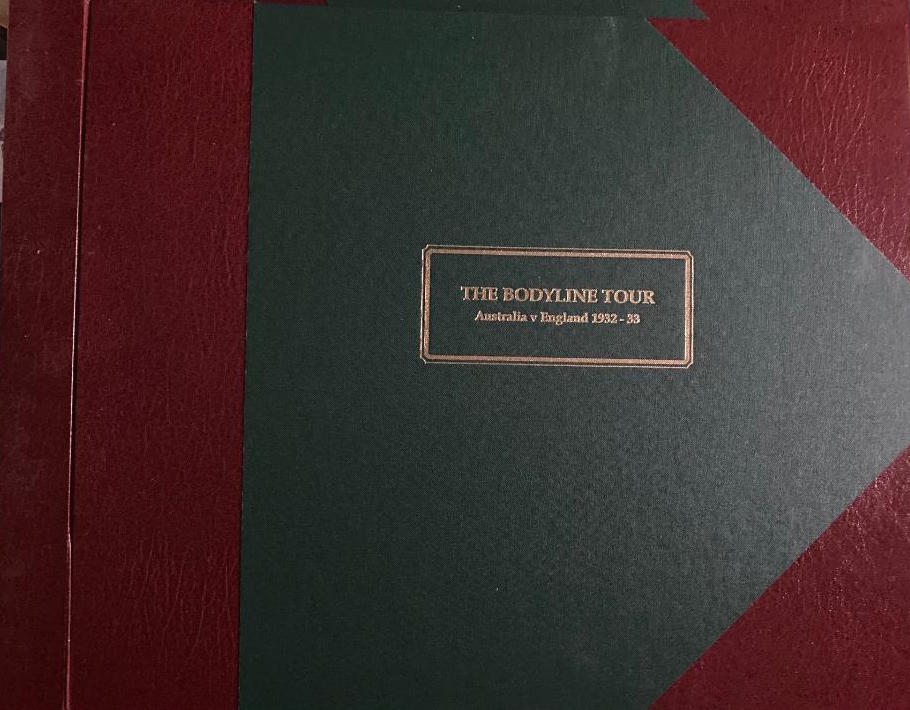 THE BODYLINE TOUR
Australia v England 1932 - 33